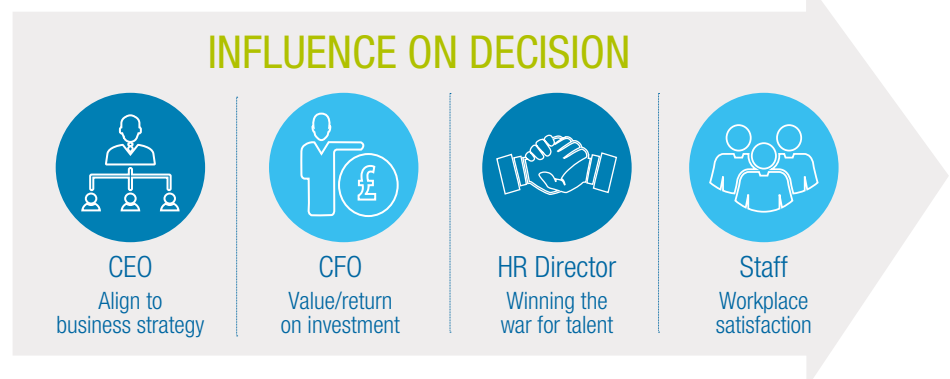 INFLUENCE ON DECISION
£
CEO
Align to
business strategy
CFO
Value/return
on investment
HR Director
Winning the
war for talent
Staff
Workplace
satisfaction